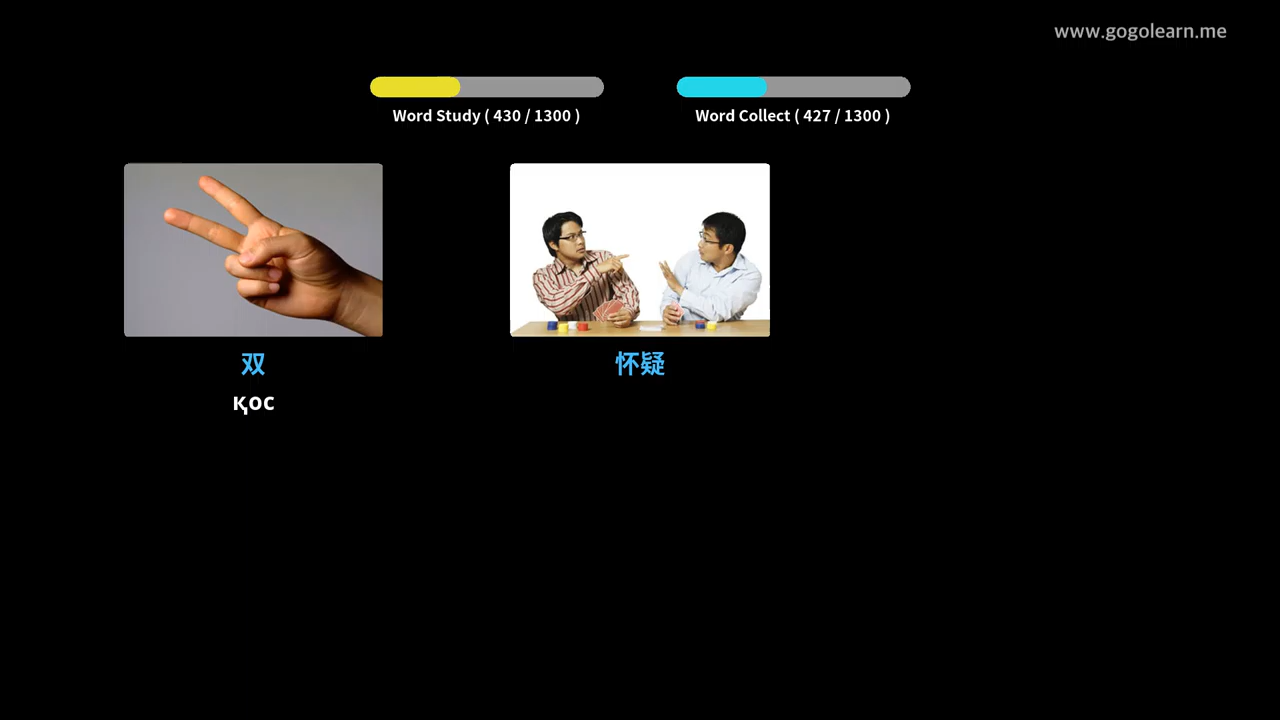 www.gogolearn.me
Word Study ( 430 / 1300 )
Word Collect ( 427 / 1300 )
双
қос
怀疑